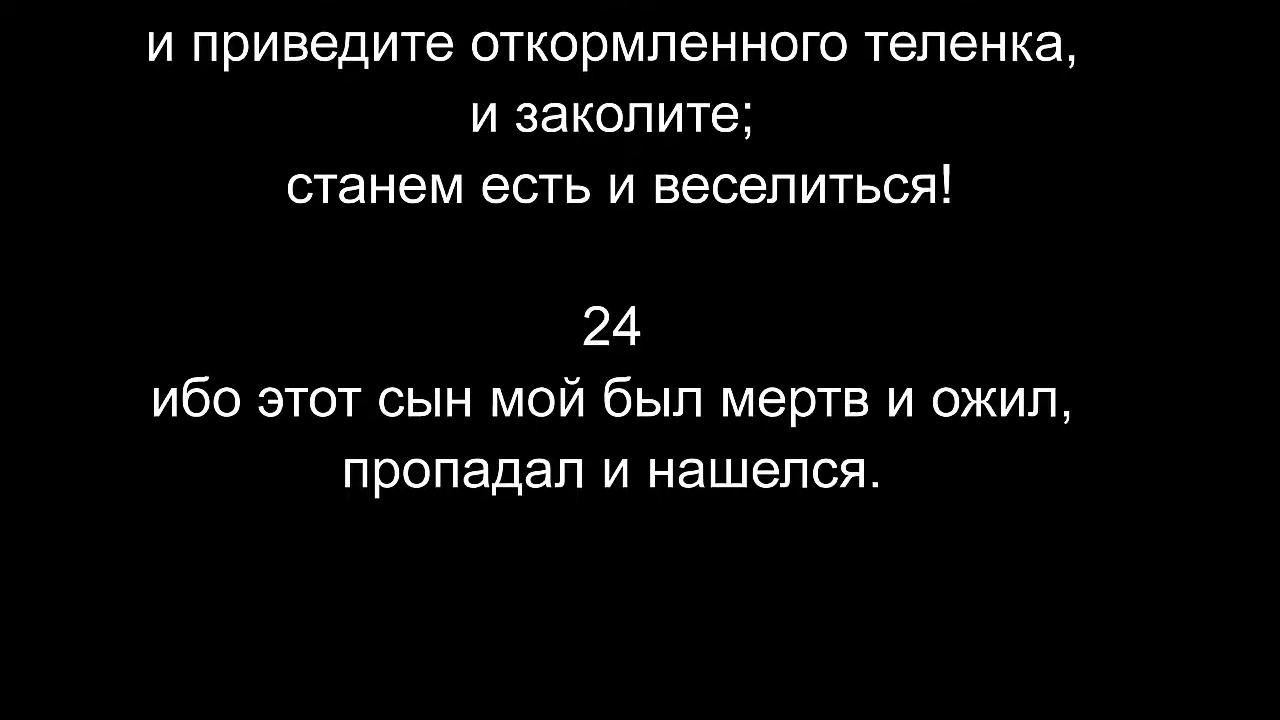 и приведите откормленного теленка,
и заколите;
станем есть и веселиться!
24
ибо этот сын мой был мертв и ожил,
пропадал и нашелся.